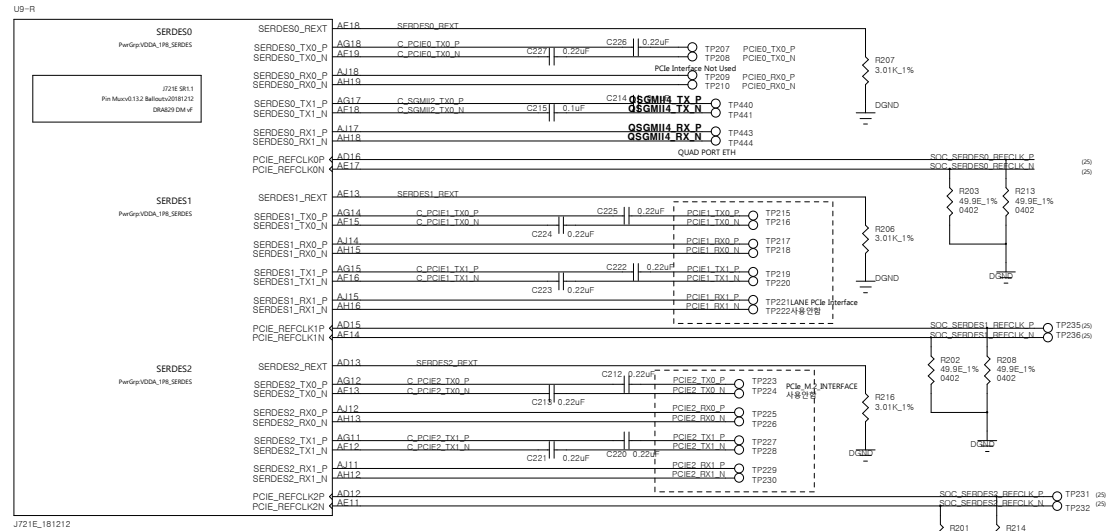 U9-R
SERDES0
PwrGrp:VDDA_1P8_SERDES
J721E SR1.1
Pin Muxv0.13.2 Balloutv20181212
DRA829 DM vF
SERDES0_REXT AE18 SERDES0_REXT
SERDES0_TX0_P AG18 C_PCIE0_TX0_P C226 0.22uF TP207 PCIE0_TX0_P
SERDES0_TX0_N AF19 C_PCIE0_TX0_N C227 0.22uF TP208 PCIE0_TX0_N
PCIe Interface Not Used
SERDES0_RX0_P AJ18 TP209 PCIE0_RX0_P
SERDES0_RX0_N AH19 TP210 PCIE0_RX0_N
R207
3.01K_1%
DGND
SERDES0_TX1_P AG17 C_SGMII2_TX0_P C214 QSGMII4_TX_P TP440
SERDES0_TX1_N AF18 C_SGMII2_TX0_N C215 0.1uF QSGMII4_TX_N TP441
SERDES0_RX1_P AJ17 QSGMII4_RX_P TP443
SERDES0_RX1_N AH18 QSGMII4_RX_N TP444
QUAD PORT ETH
PCIE_REFCLK0P AD16 SOC_SERDES0_REFCLK_P (25)
PCIE_REFCLK0N AE17 SOC_SERDES0_REFCLK_N (25)
R203
49.9E_1%
0402
R213
49.9E_1%
0402
DGND
SERDES1
PwrGrp:VDDA_1P8_SERDES
SERDES1_REXT AE13 SERDES1_REXT
SERDES1_TX0_P AG14 C_PCIE1_TX0_P C225 0.22uF PCIE1_TX0_P TP215
SERDES1_TX0_N AF15 C_PCIE1_TX0_N C224 0.22uF PCIE1_TX0_N TP216
SERDES1_RX0_P AJ14 PCIE1_RX0_P TP217
SERDES1_RX0_N AH15 PCIE1_RX0_N TP218
R206
3.01K_1%
DGND
SERDES1_TX1_P AG15 C_PCIE1_TX1_P C222 0.22uF PCIE1_TX1_P TP219
SERDES1_TX1_N AF16 C_PCIE1_TX1_N C223 0.22uF PCIE1_TX1_N TP220
SERDES1_RX1_P AJ15 PCIE1_RX1_P TP221 LANE PCIe Interface
SERDES1_RX1_N AH16 PCIE1_RX1_N TP222 사용안함
PCIE_REFCLK1P AD15 SOC_SERDES1_REFCLK_P TP235 (25)
PCIE_REFCLK1N AE14 SOC_SERDES1_REFCLK_N TP236 (25)
R202
49.9E_1%
0402
R208
49.9E_1%
0402
DGND
SERDES2
PwrGrp:VDDA_1P8_SERDES
SERDES2_REXT AD13 SERDES2_REXT
SERDES2_TX0_P AG12 C_PCIE2_TX0_P C212 0.22uF PCIE2_TX0_P TP223 PCIe_M.2_INTERFACE
SERDES2_TX0_N AF13 C_PCIE2_TX0_N C213 0.22uF PCIE2_TX0_N TP224 사용안함
SERDES2_RX0_P AJ12 PCIE2_RX0_P TP225
SERDES2_RX0_N AH13 PCIE2_RX0_N TP226
R216
3.01K_1%
DGND
SERDES2_TX1_P AG11 C_PCIE2_TX1_P PCIE2_TX1_P TP227
SERDES2_TX1_N AF12 C_PCIE2_TX1_N C221 0.22uF C220 0.22uF PCIE2_TX1_N TP228
SERDES2_RX1_P AJ11 PCIE2_RX1_P TP229
SERDES2_RX1_N AH12 PCIE2_RX1_N TP230
PCIE_REFCLK2P AD12 SOC_SERDES2_REFCLK_P TP231 (25)
PCIE_REFCLK2N AE11 SOC_SERDES2_REFCLK_N TP232 (25)
R201 R214
J721E_181212